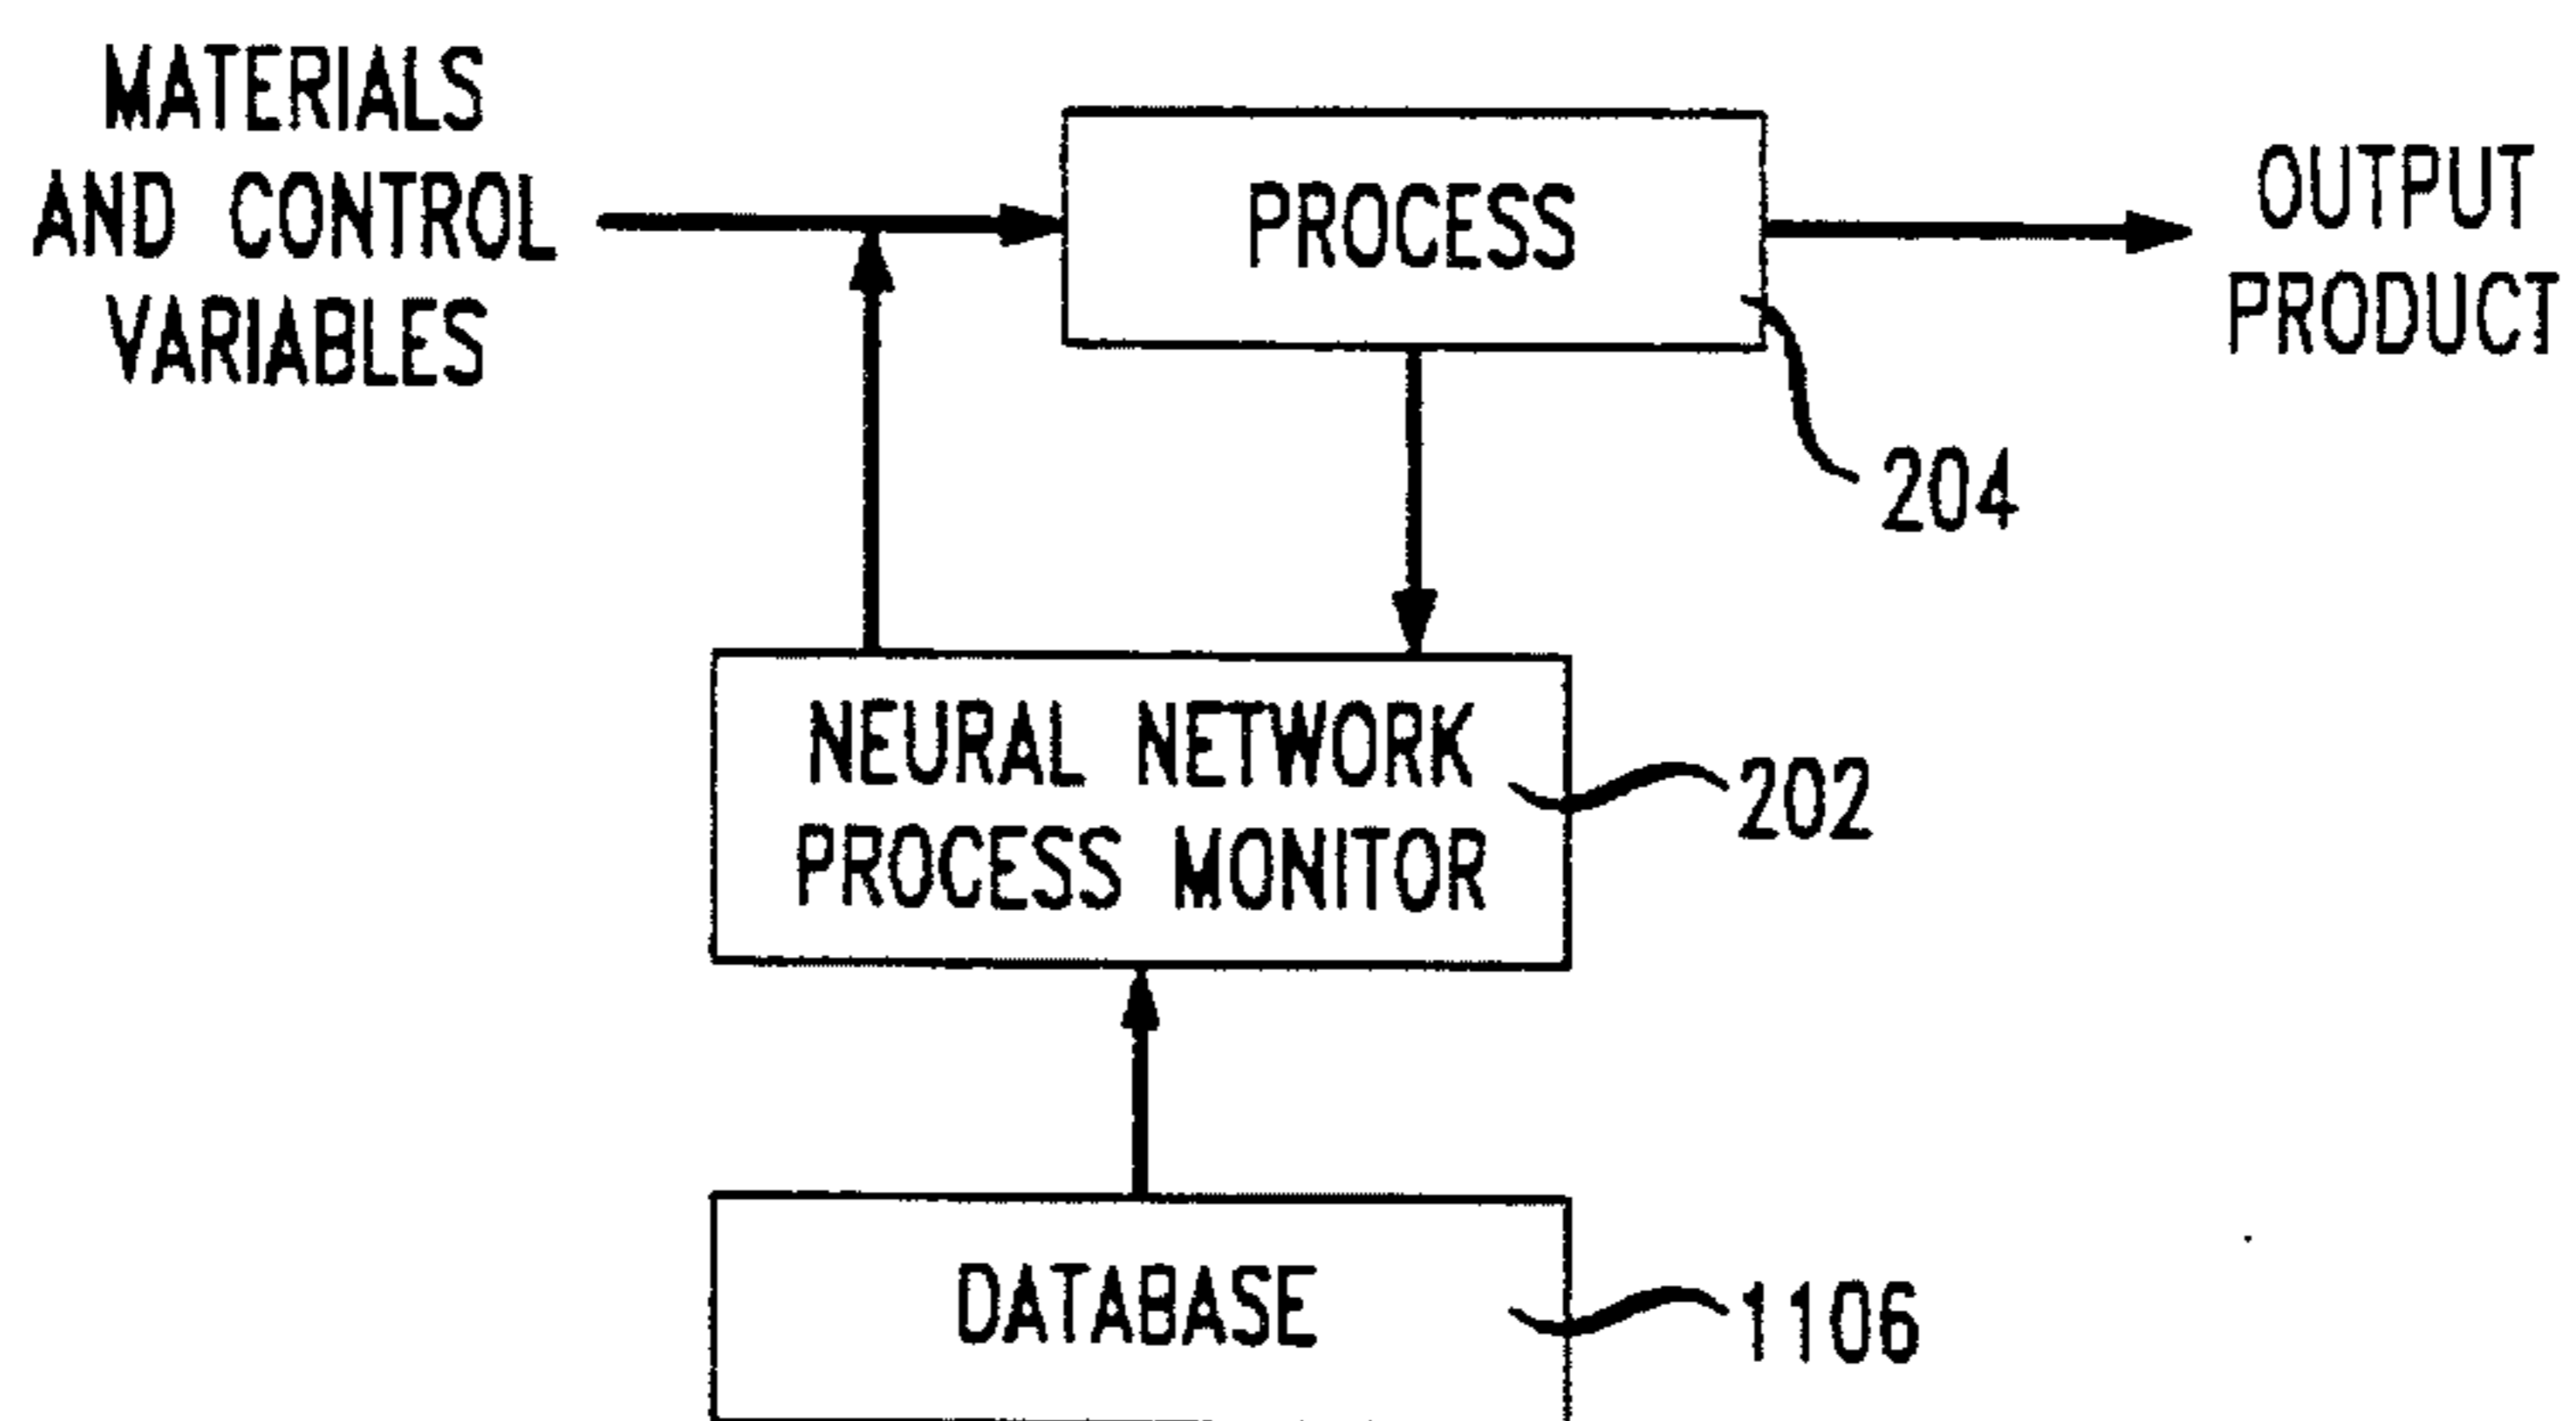 MATERIALS
AND CONTROL
VARIABLES
PROCESS
OUTPUT
PRODUCT
204
NEURAL NETWORK
PROCESS MONITOR
202
DATABASE
1106